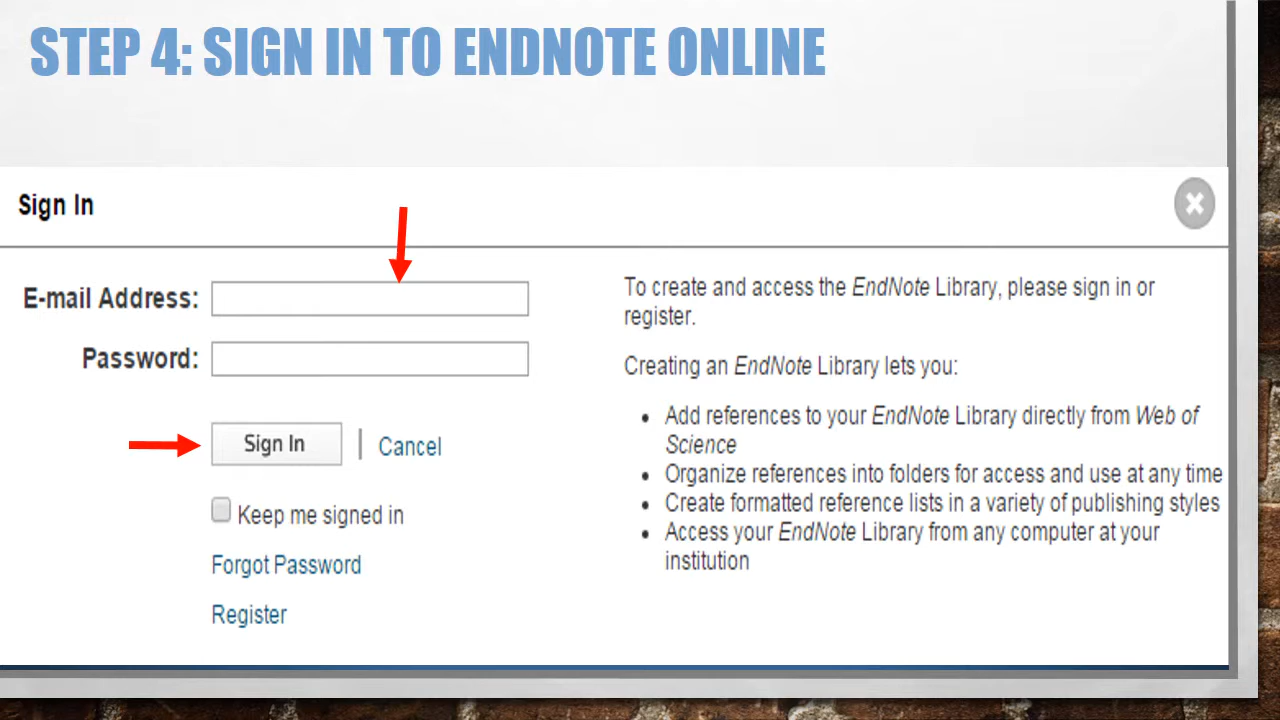 STEP 4: SIGN IN TO ENDNOTE ONLINE
Sign In
E-mail Address:
Password:
Sign In | Cancel
Keep me signed in
Forgot Password
Register
To create and access the EndNote Library, please sign in or
register.
Creating an EndNote Library lets you:
• Add references to your EndNote Library directly from Web of
Science
• Organize references into folders for access and use at any time
• Create formatted reference lists in a variety of publishing styles
• Access your EndNote Library from any computer at your
institution